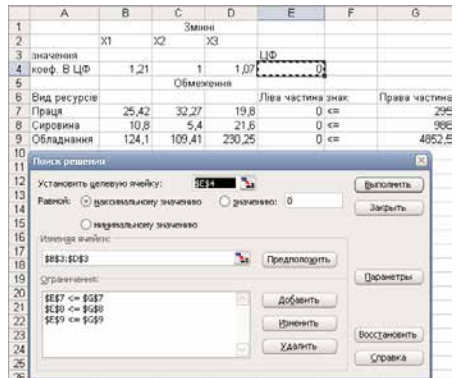 A B C D E F G
1 Змінні
2 X1 X2 X3
3 значення ЦФ
4 коеф. В ЦФ 1,21 1 1,07 0
5 Обмеження
6 Вид ресурсів Ліва частина знак Права частина
7 Праця 25,42 32,27 19,8 0 <= 295
8 Сировина 10,8 5,4 21,6 0 <= 986
9 Обладнання 124,1 109,41 230,25 0 <= 4852,5
10
11 Поиск решения
12 Установить целевую ячейку: $E$4 Выполнить
13
14 Равной: максимальному значению значению: 0 Закрыть
15 минимальному значению
16 Изменяя ячейки:
17 $B$3:$D$3 Предположить
18
19 Ограничения: Параметры
20 $E$7 <= $G$7 Добавить
21 $E$8 <= $G$8
22 $E$9 <= $G$9 Изменить
23 Восстановить
24 Удалить
25 Справка
26